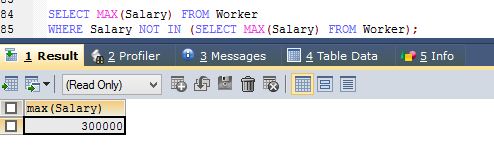 84 SELECT MAX(Salary) FROM Worker
85 WHERE Salary NOT IN (SELECT MAX(Salary) FROM Worker);
1 Result 2 Profiler 3 Messages 4 Table Data 5 Info
(Read Only)
max(Salary)
300000